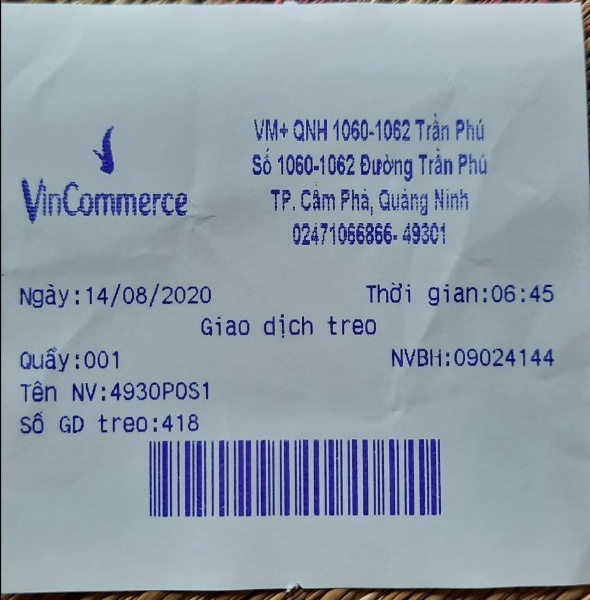 VinCommerce
VM+ QNH 1060-1062 Trần Phú
Số 1060-1062 Đường Trần Phú
TP. Cẩm Phả, Quảng Ninh
02471066866- 49301
Ngày:14/08/2020 Thời gian:06:45
Giao dịch treo
Quầy:001 NVBH:09024144
Tên NV:4930POS1
Số GD treo:418